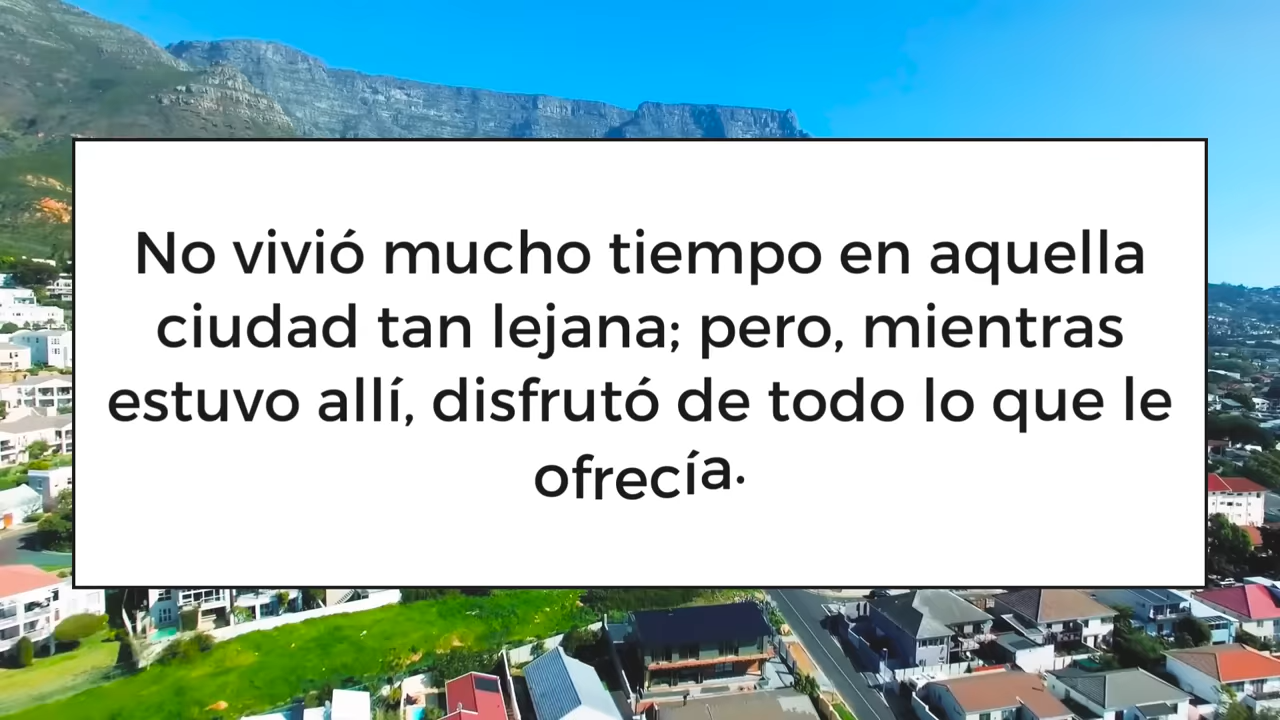 No vivió mucho tiempo en aquella
ciudad tan lejana; pero, mientras
estuvo allí, disfrutó de todo lo que le
ofrecía.